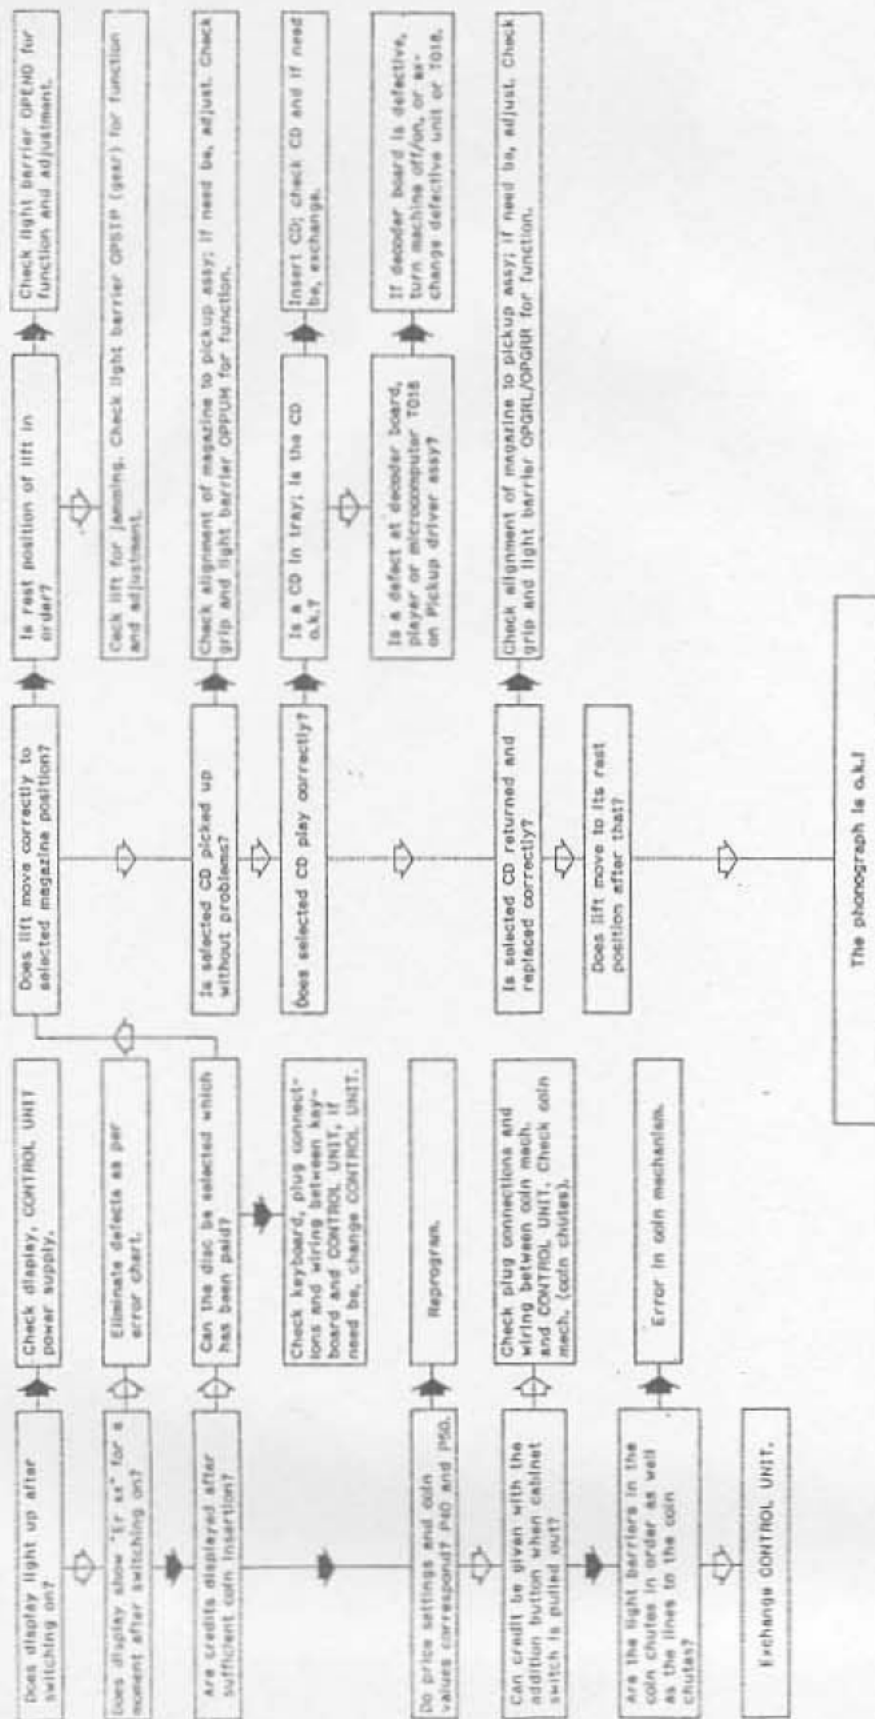 Does display light up after
switching on?
Check display, CONTROL UNIT
power supply.
Does display show "Er xx" for a
moment after switching on?
Eliminate defects as per
error chart.
Are credits displayed after
sufficient coin insertion?
Can the disc be selected which
has been paid?
Check keyboard, plug connect-
ions and wiring between key-
board and CONTROL UNIT, if
need be, change CONTROL UNIT.
Do price settings and coin
values correspond? P40 and P50.
Reprogram.
Can credit be given with the
addition button when cabinet
switch is pulled out?
Check plug connections and
wiring between coin mech.
and CONTROL UNIT. Check coin
mech. (coin chutes).
Are the light barriers in the
coin chutes in order as well
as the lines to the coin
chutes?
Error in coin mechanism.
Exchange CONTROL UNIT.
Does lift move correctly to
selected magazine position?
Is rest position of lift in
order?
Check light barrier OPEND for
function and adjustment.
Ceck lift for jamming. Check light barrier OPSTP (gear) for function
and adjustment.
Is selected CD picked up
without problems?
Check alignment of magazine to pickup assy; if need be, adjust. Check
grip and light barrier OPPUM for function.
Does selected CD play correctly?
Is a CD in tray; is the CD
o.k.?
Insert CD; check CD and if need
be, exchange.
Is a defect at decoder board,
player or microcomputer T018
on Pickup driver assy?
If decoder board is defective,
turn machine off/on, or ex-
change defective unit or T018.
Is selected CD returned and
replaced correctly?
Check alignment of magazine to pickup assy; if need be, adjust. Check
grip and light barrier OPGRL/OPGRR for function.
Does lift move to its rest
position after that?
The phonograph is o.k.!